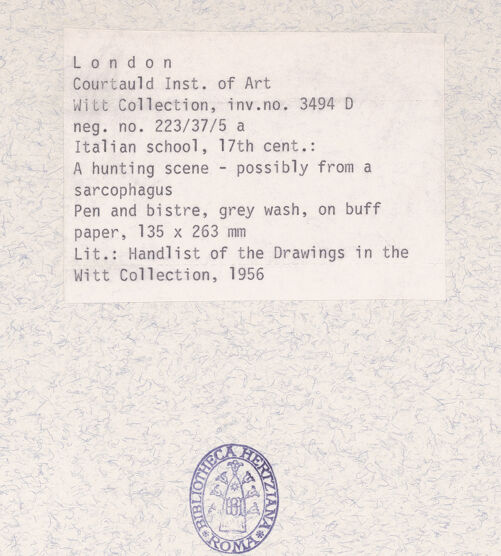 L o n d o n
Courtauld Inst. of Art
Witt Collection, inv.no. 3494 D
neg. no. 223/37/5 a
Italian school, 17th cent.:
A hunting scene - possibly from a
sarcophagus
Pen and bistre, grey wash, on buff
paper, 135 x 263 mm
Lit.: Handlist of the Drawings in the
Witt Collection, 1956
BIBLIOTHECA HERTZIANA
*ROMA*